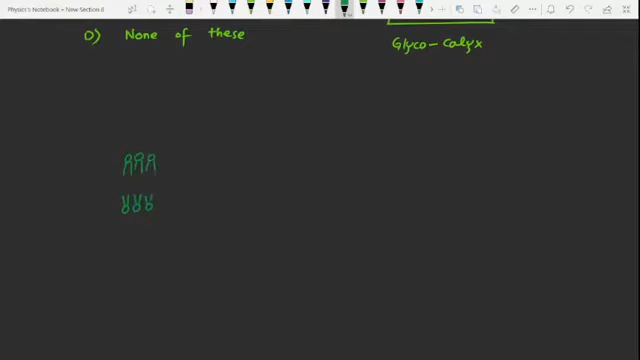 Physics Notebook - New Section 6
D) None of these
Glyco - Calyx